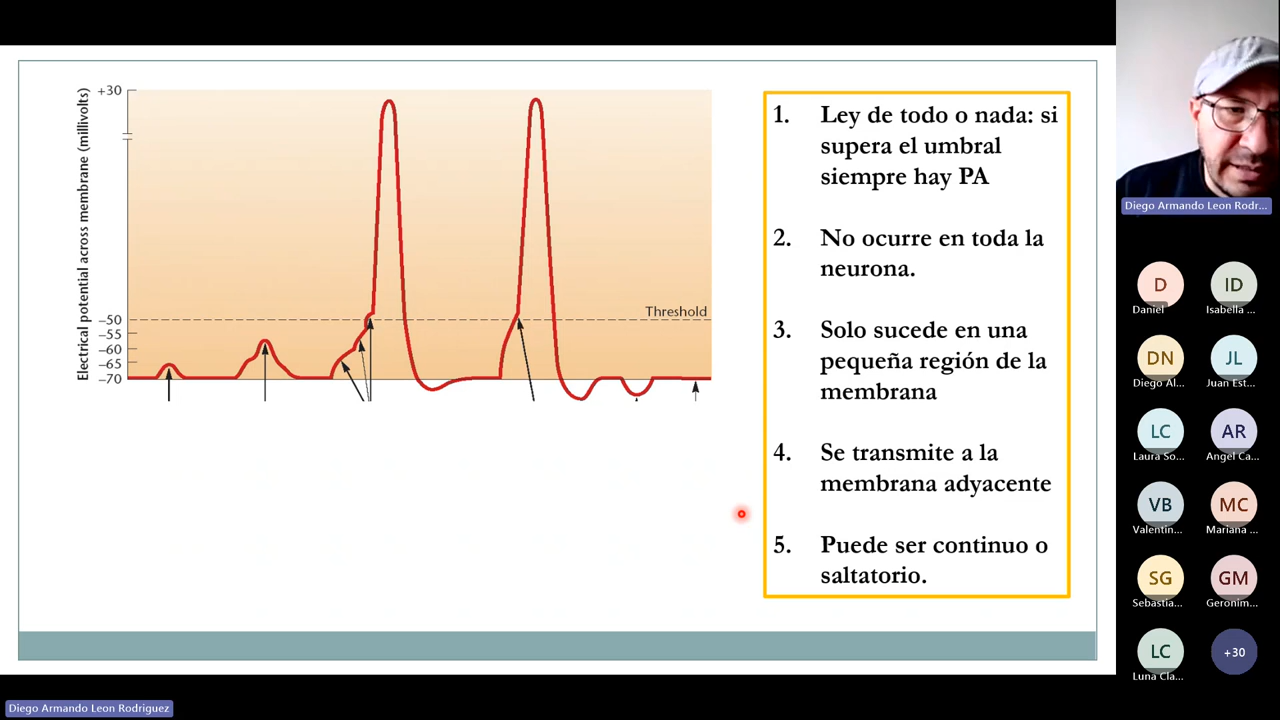 +30
–50
–55
–60
–65
–70
Electrical potential across membrane (millivolts)
Threshold
1. Ley de todo o nada: si
supera el umbral
siempre hay PA
2. No ocurre en toda la
neurona.
3. Solo sucede en una
pequeña región de la
membrana
4. Se transmite a la
membrana adyacente
5. Puede ser continuo o
saltatorio.
Diego Armando Leon Rodr...
D
Daniel
ID
Isabella ...
DN
Diego Al...
JL
Juan Est...
LC
Laura So...
AR
Angel Ca...
VB
Valentin...
MC
Mariana ...
SG
Sebastia...
GM
Geronim...
LC
Luna Cla...
+30
Diego Armando Leon Rodriguez